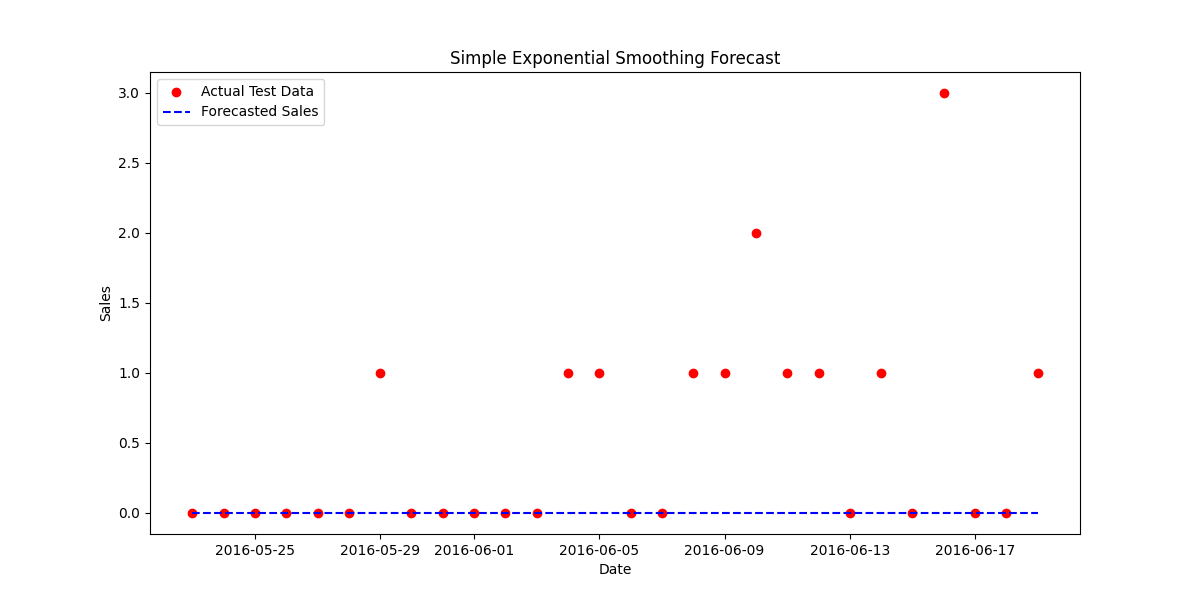 Simple Exponential Smoothing Forecast
Actual Test Data
Forecasted Sales
3.0
2.5
2.0
1.5
1.0
0.5
0.0
Sales
2016-05-25 2016-05-29 2016-06-01 2016-06-05 2016-06-09 2016-06-13 2016-06-17
Date